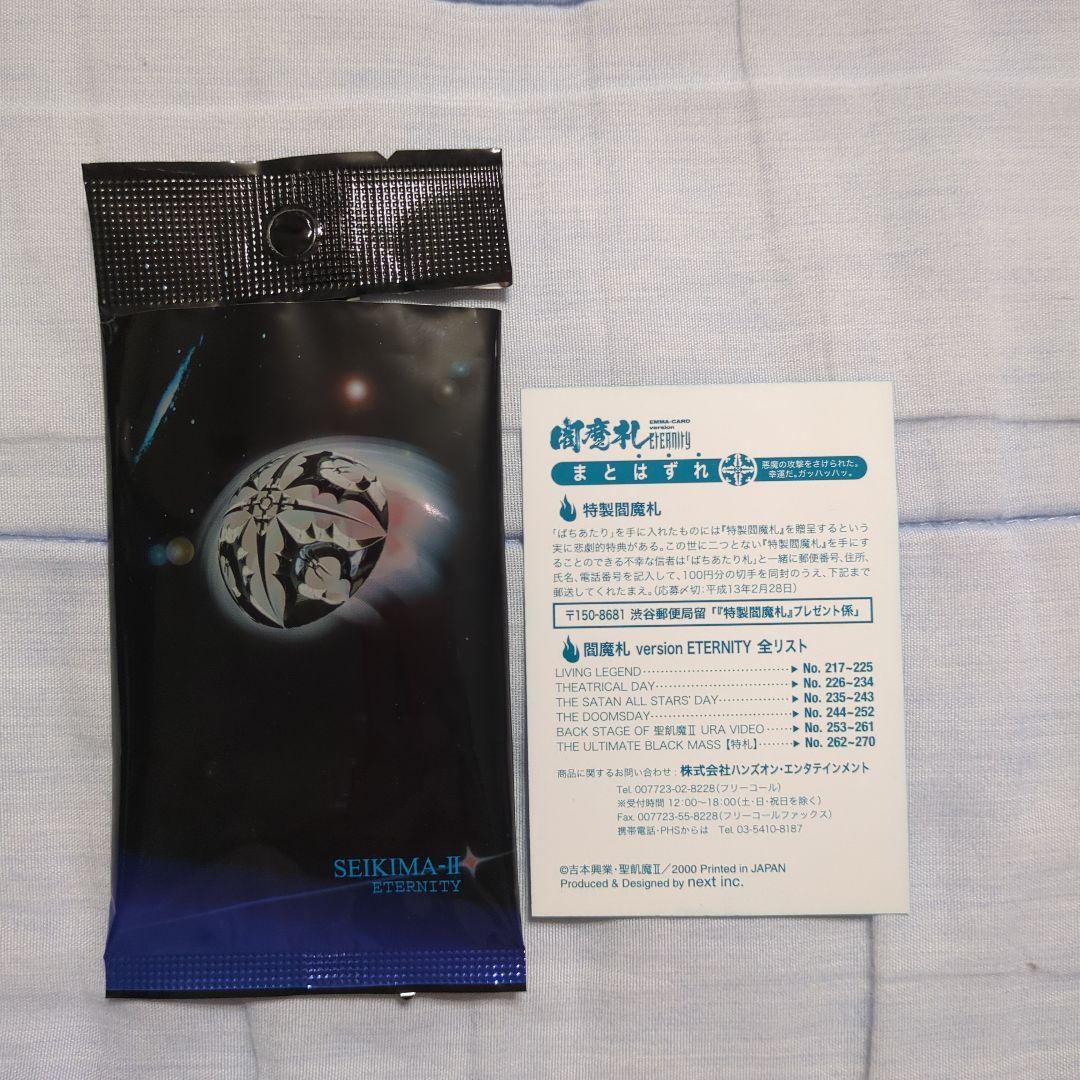 SEIKIMA-II
ETERNITY
閻魔札
EMMA-CARD
version
ETERNITY
まとはずれ
悪魔の攻撃をさけられた。
幸運だ。ガッハッハッ。
特製閻魔札
「ばちあたり」を手に入れたものには『特製閻魔札』を贈呈するという
実に悲劇的特典がある。この世に二つとない『特製閻魔札』を手にす
ることのできる不幸な信者は「ばちあたり札」と一緒に郵便番号、住所、
氏名、電話番号を記入して、100円分の切手を同封のうえ、下記まで
郵送してくれたまえ。(応募〆切:平成13年2月28日)
〒150-8681 渋谷郵便局留「『特製閻魔札』プレゼント係」
閻魔札 version ETERNITY 全リスト
LIVING LEGEND ▶ No. 217~225
THEATRICAL DAY ▶ No. 226~234
THE SATAN ALL STARS' DAY ▶ No. 235~243
THE DOOMSDAY ▶ No. 244~252
BACK STAGE OF 聖飢魔II URA VIDEO ▶ No. 253~261
THE ULTIMATE BLACK MASS【特札】 ▶ No. 262~270
商品に関するお問い合わせ:株式会社ハンズオン・エンタテインメント
Tel. 007723-02-8228(フリーコール)
※受付時間 12:00~18:00(土・日・祝日を除く)
Fax. 007723-55-8228(フリーコールファックス)
携帯電話・PHSからは Tel. 03-5410-8187
©吉本興業・聖飢魔II/2000 Printed in JAPAN
Produced & Designed by next inc.